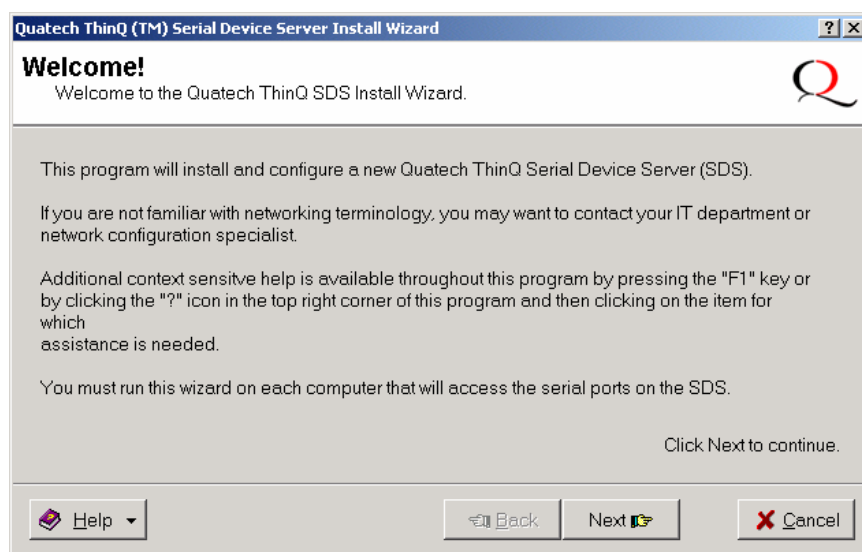 Quatech ThinQ (TM) Serial Device Server Install Wizard
Welcome!
Welcome to the Quatech ThinQ SDS Install Wizard.
This program will install and configure a new Quatech ThinQ Serial Device Server (SDS).
If you are not familiar with networking terminology, you may want to contact your IT department or
network configuration specialist.
Additional context sensitve help is available throughout this program by pressing the "F1" key or
by clicking the "?" icon in the top right corner of this program and then clicking on the item for
which
assistance is needed.
You must run this wizard on each computer that will access the serial ports on the SDS.
Click Next to continue.
Help
Back
Next
Cancel